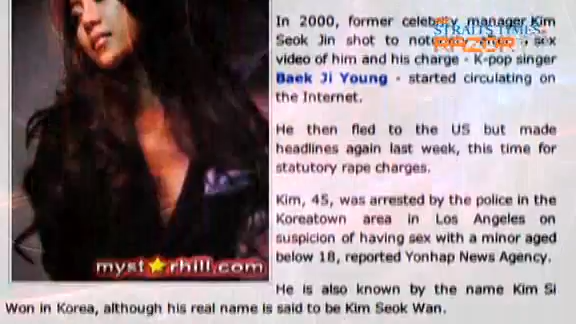 STRAITS TIMES
RAZOR
In 2000, former celebrity manager Kim
Seok Jin shot to sex
video of him and his charge - K-pop singer
Baek Ji Young - started circulating on
the Internet.
He then fled to the US but made
headlines again last week, this time for
statutory rape charges.
Kim, 45, was arrested by the police in the
Koreatown area in Los Angeles on
suspicion of having sex with a minor aged
below 18, reported Yonhap News Agency.
He is also known by the name Kim Si
Won in Korea, although his real name is said to be Kim Seok Wan.
mystarhill.com